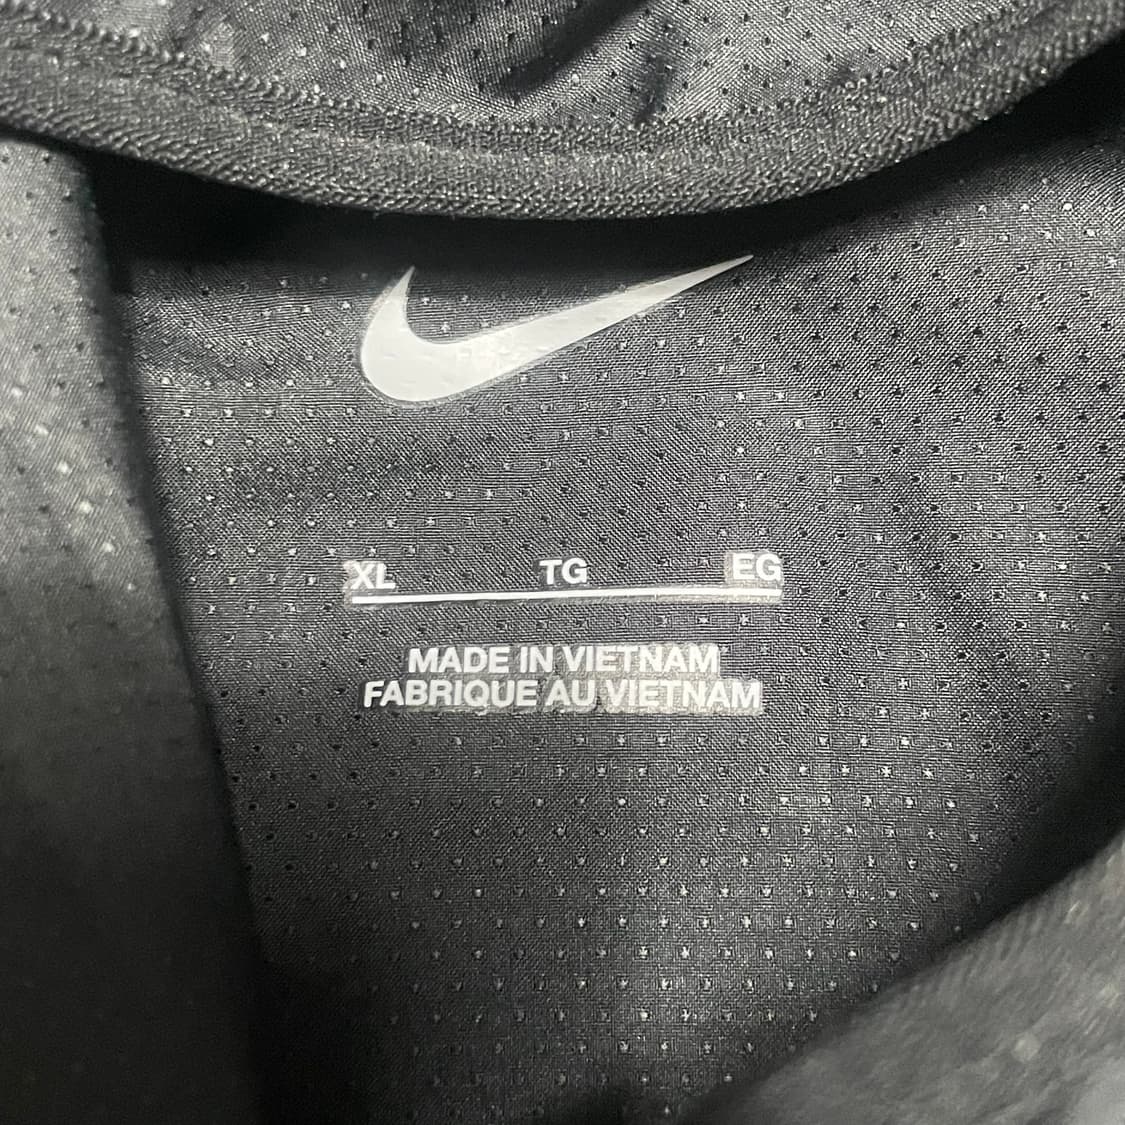 XL TG EG
MADE IN VIETNAM
FABRIQUE AU VIETNAM